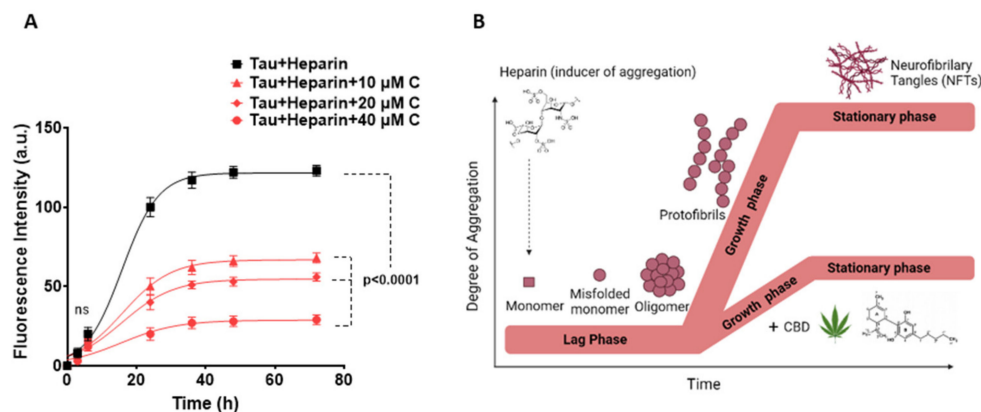 A
Tau+Heparin
Tau+Heparin+10 µM C
Tau+Heparin+20 µM C
Tau+Heparin+40 µM C
Fluorescence Intensity (a.u.)
150
100
50
0
ns
p<0.0001
0
20
40
60
80
Time (h)
B
Heparin (inducer of aggregation)
Neurofibrilary
Tangles (NFTs)
Stationary phase
Protofibrils
Growth phase
Degree of Aggregation
Monomer
Misfolded
monomer
Oligomer
Stationary phase
Growth phase
+ CBD
Lag Phase
Time